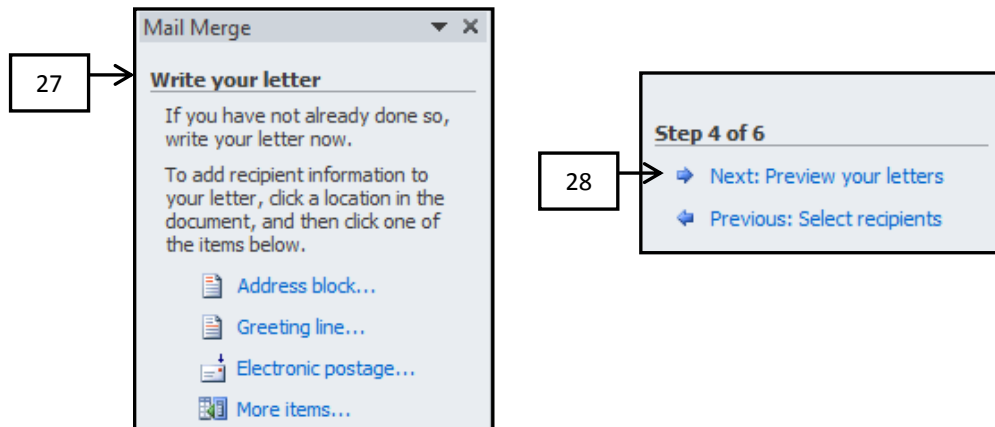 Mail Merge
27
Write your letter
If you have not already done so,
write your letter now.
To add recipient information to
your letter, click a location in the
document, and then click one of
the items below.
Address block...
Greeting line...
Electronic postage...
More items...
Step 4 of 6
28
Next: Preview your letters
Previous: Select recipients